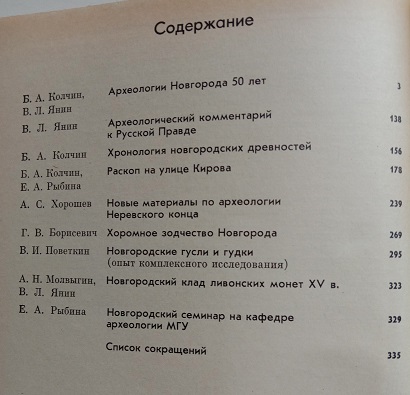 Содержание
Б. А. Колчин, Археологии Новгорода 50 лет 3
В. Л. Янин
В. Л. Янин Археологический комментарий
к Русской Правде 138
Б. А. Колчин Хронология новгородских древностей 156
Б. А. Колчин, Раскоп на улице Кирова 178
Е. А. Рыбина
А. С. Хорошев Новые материалы по археологии 239
Неревского конца
Г. В. Борисевич Хоромное зодчество Новгорода 269
В. И. Поветкин Новгородские гусли и гудки 295
(опыт комплексного исследования)
А. Н. Молвыгин, Новгородский клад ливонских монет XV в. 323
В. Л. Янин
Е. А. Рыбина Новгородский семинар на кафедре 329
археологии МГУ
Список сокращений 335